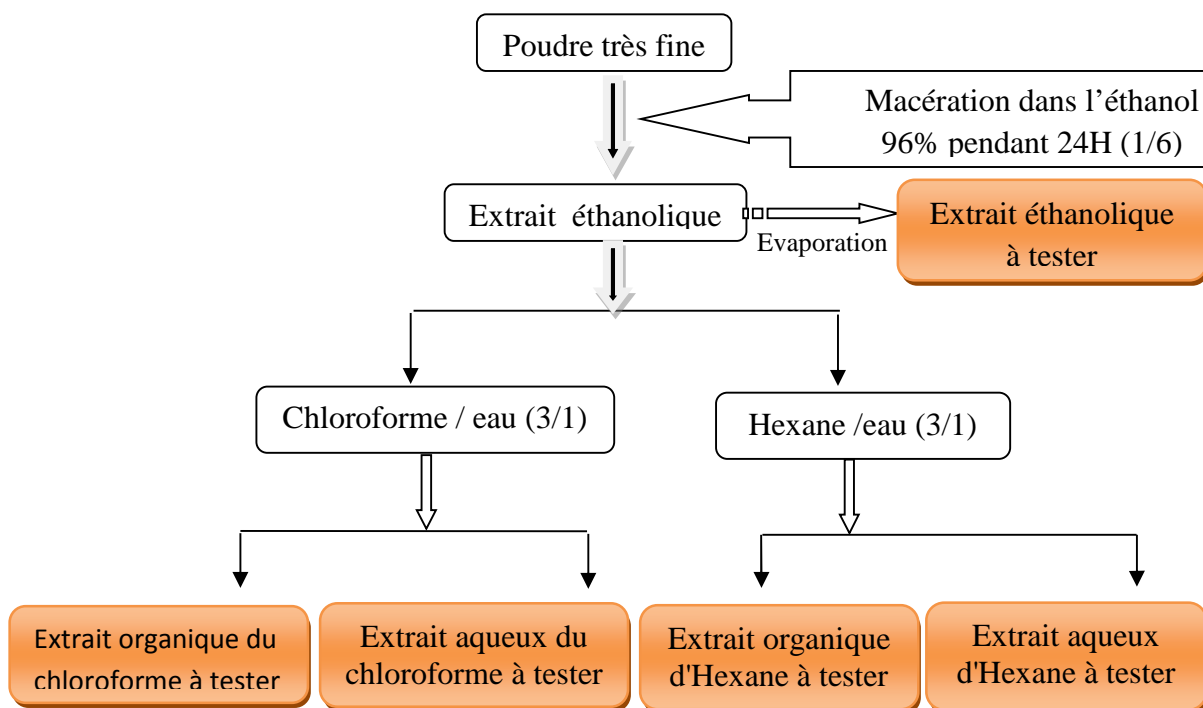 Poudre très fine
Macération dans l’éthanol
96% pendant 24H (1/6)
Extrait éthanolique
Evaporation
Extrait éthanolique
à tester
Chloroforme / eau (3/1)
Hexane /eau (3/1)
Extrait organique du
chloroforme à tester
Extrait aqueux du
chloroforme à tester
Extrait organique
d'Hexane à tester
Extrait aqueux
d'Hexane à tester